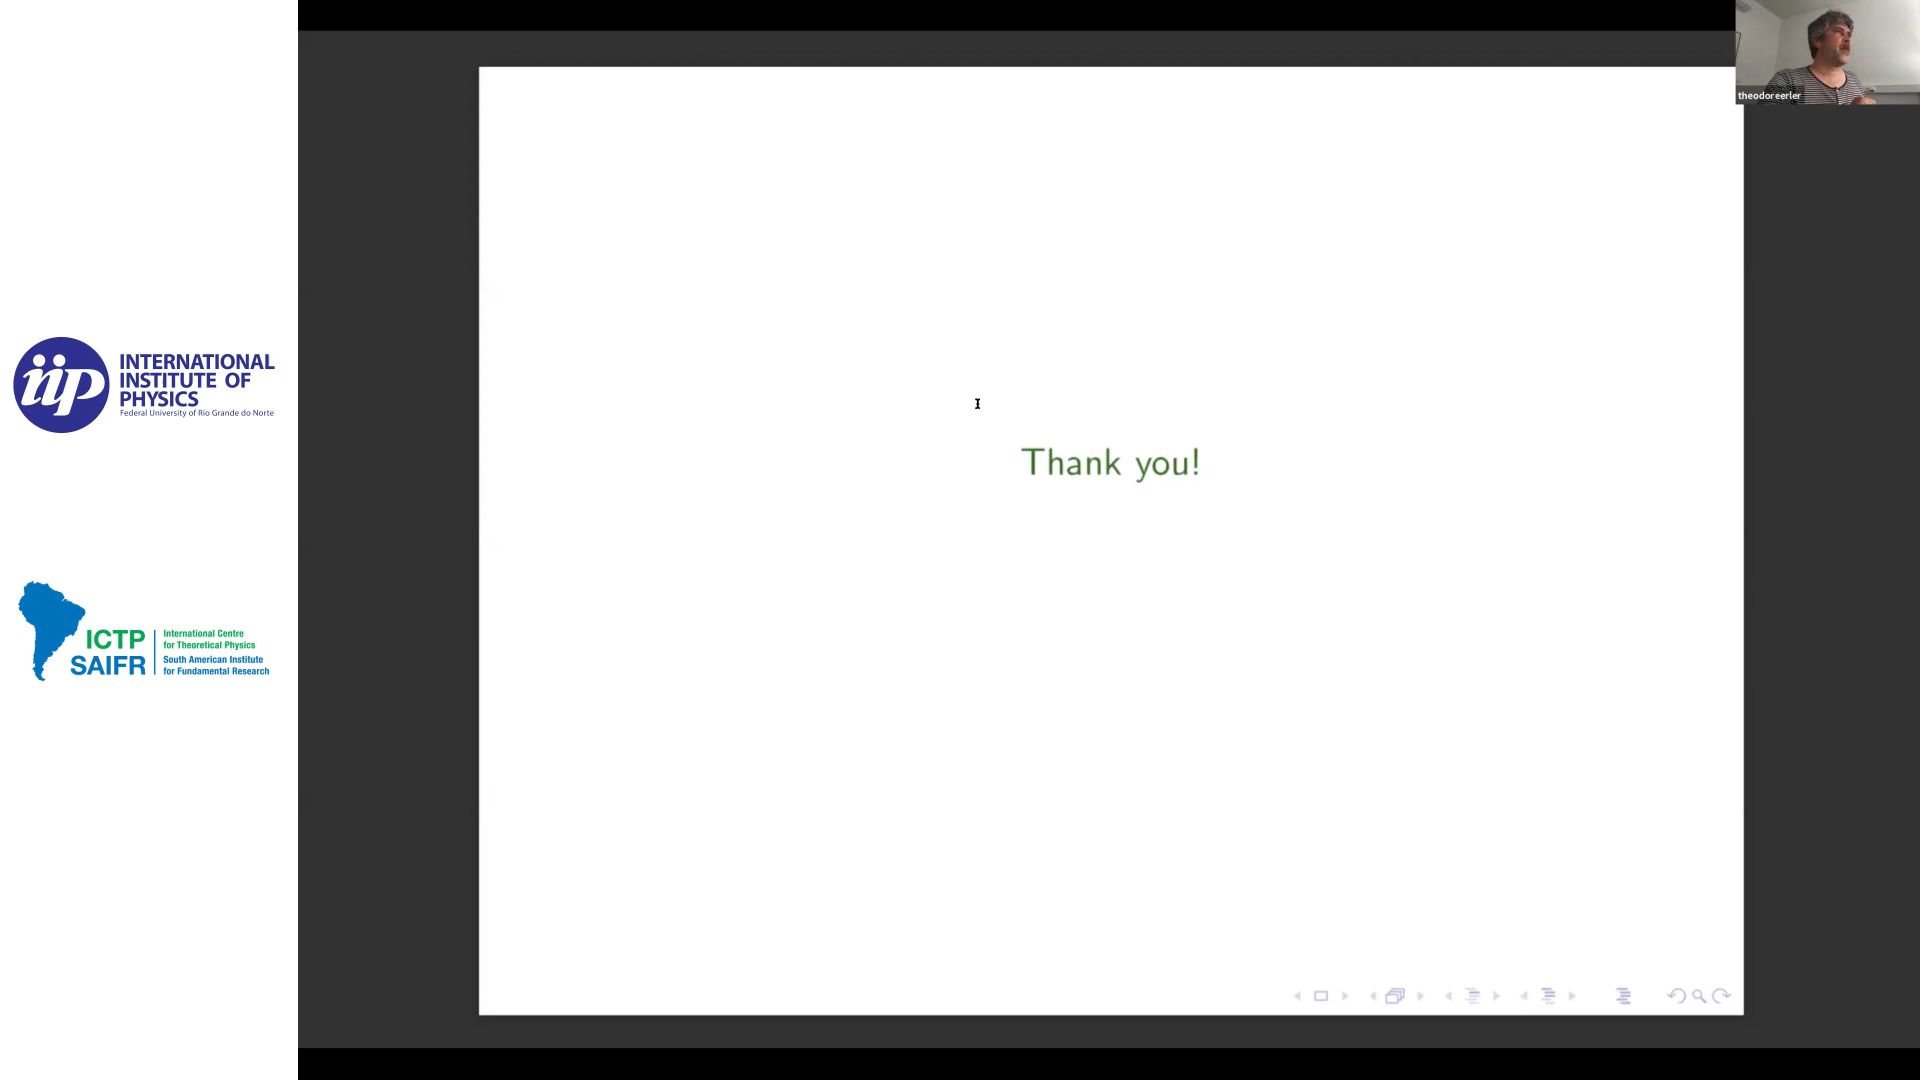 theodoreerler
iip
INTERNATIONAL
INSTITUTE OF
PHYSICS
Federal University of Rio Grande do Norte
Thank you!
ICTP
SAIFR
International Centre
for Theoretical Physics
South American Institute
for Fundamental Research